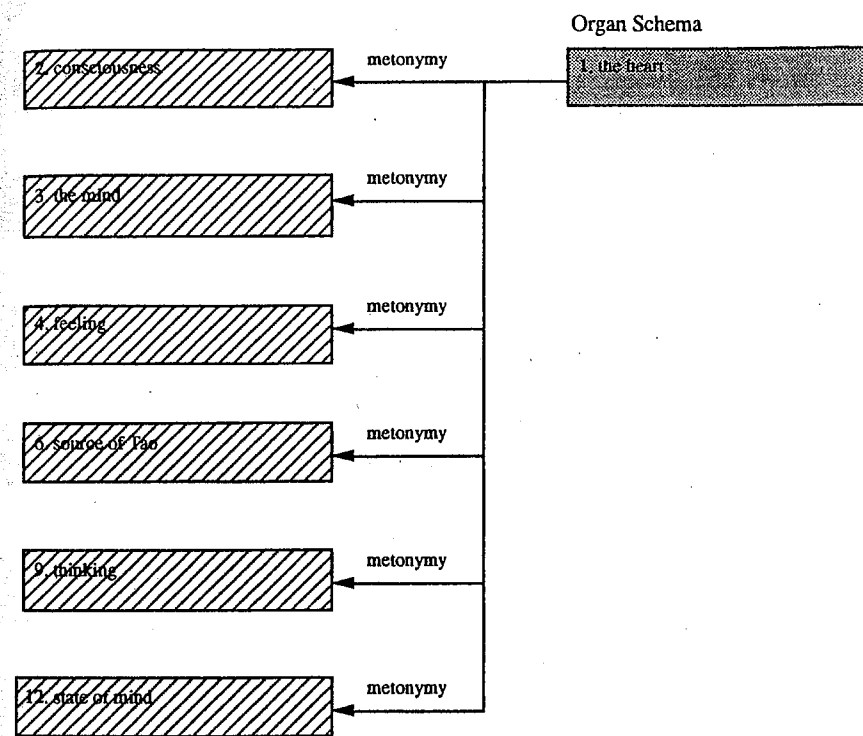 Organ Schema
2. consciousness
metonymy
1. the heart
3. the mind
metonymy
4. feeling
metonymy
6. source of Tao
metonymy
9. thinking
metonymy
12. state of mind
metonymy